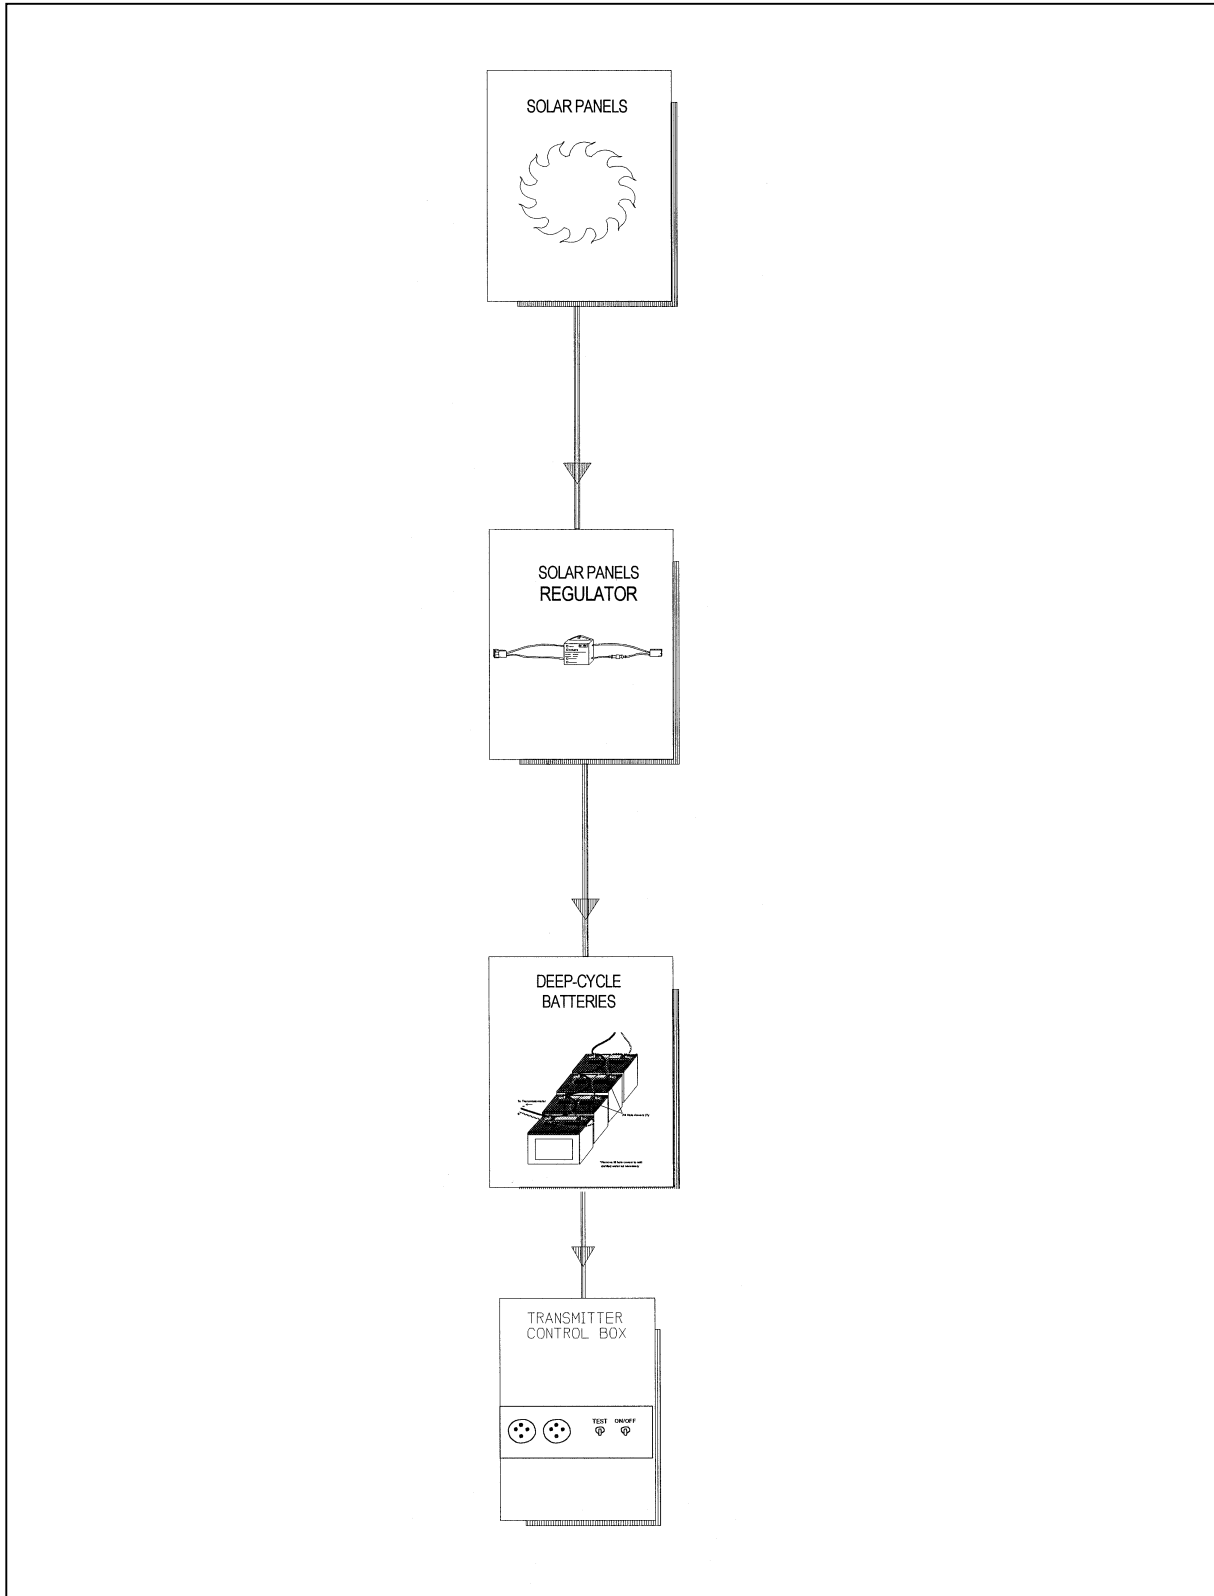 SOLAR PANELS
SOLAR PANELS
REGULATOR
DEEP-CYCLE
BATTERIES
TRANSMITTER
CONTROL BOX
TEST ON/OFF